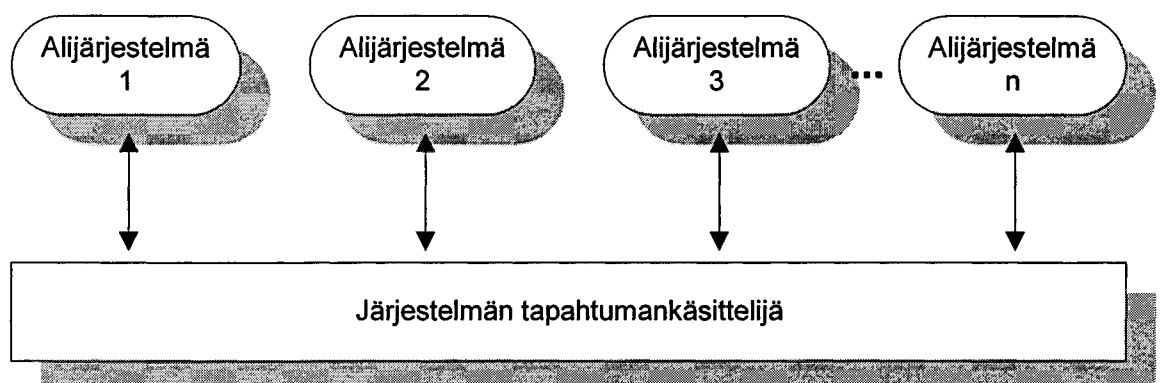 Alijärjestelmä
1
Alijärjestelmä
2
Alijärjestelmä
3
...
Alijärjestelmä
n
Järjestelmän tapahtumankäsittelijä